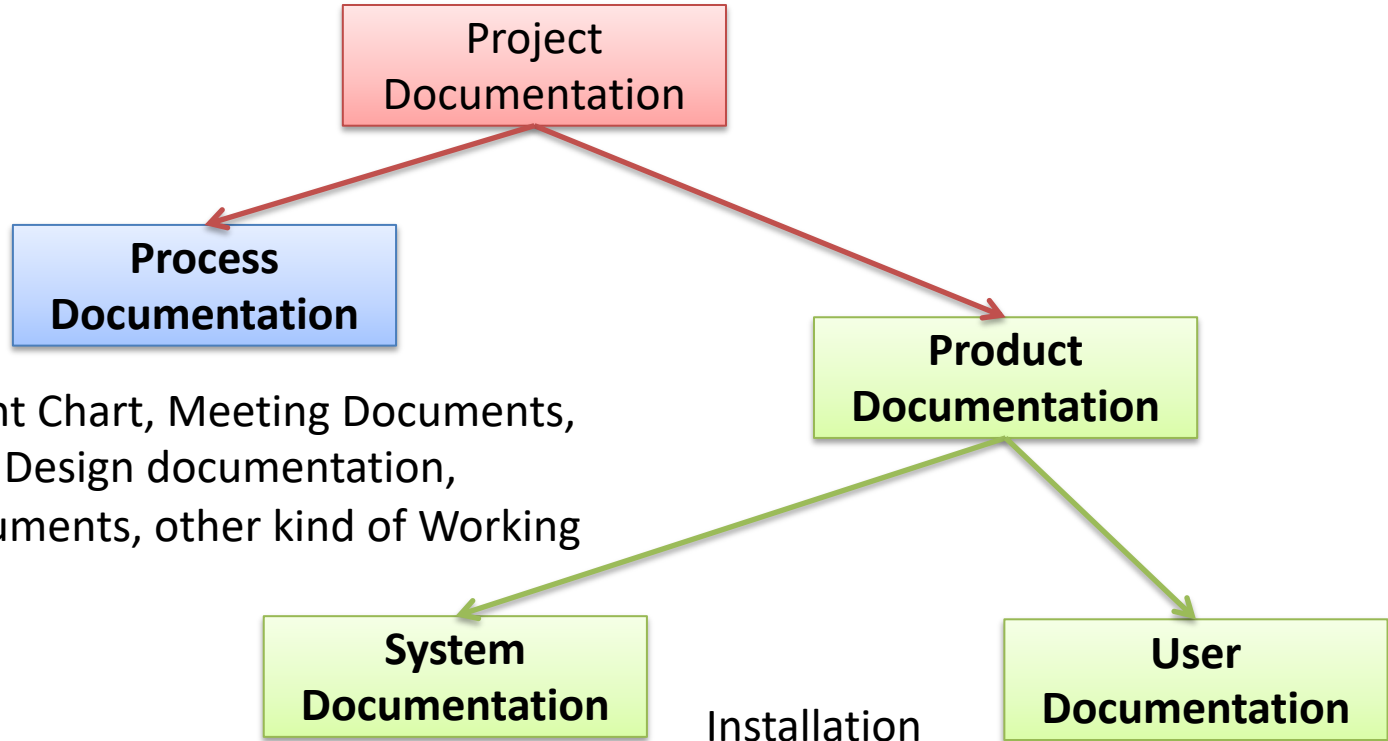 Project
Documentation
Process
Documentation
Product
Documentation
nt Chart, Meeting Documents,
Design documentation,
uments, other kind of Working
System
Documentation
User
Documentation
Installation